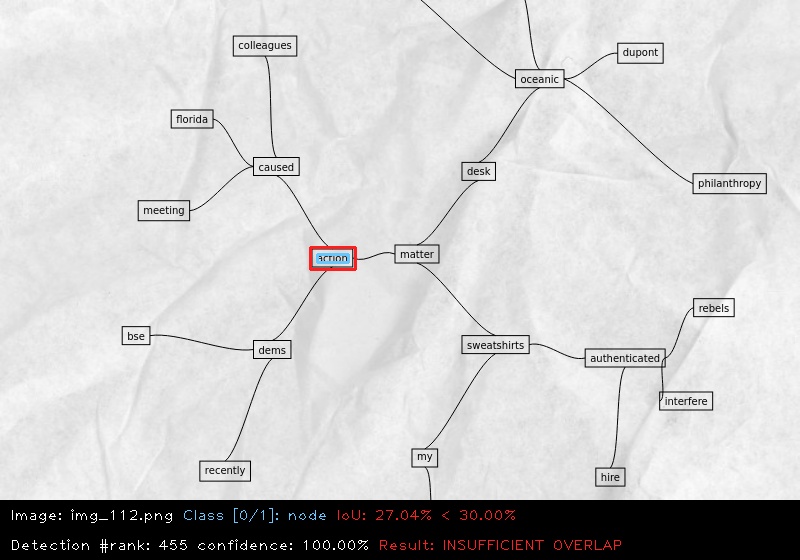 colleagues
dupont
oceanic
florida
caused
desk
philanthropy
meeting
action
matter
rebels
bse
dems
sweatshirts
authenticated
interfere
my
recently
hire
Image: img_112.png Class [0/1]: node IoU: 27.04% < 30.00%
Detection #rank: 455 confidence: 100.00% Result: INSUFFICIENT OVERLAP